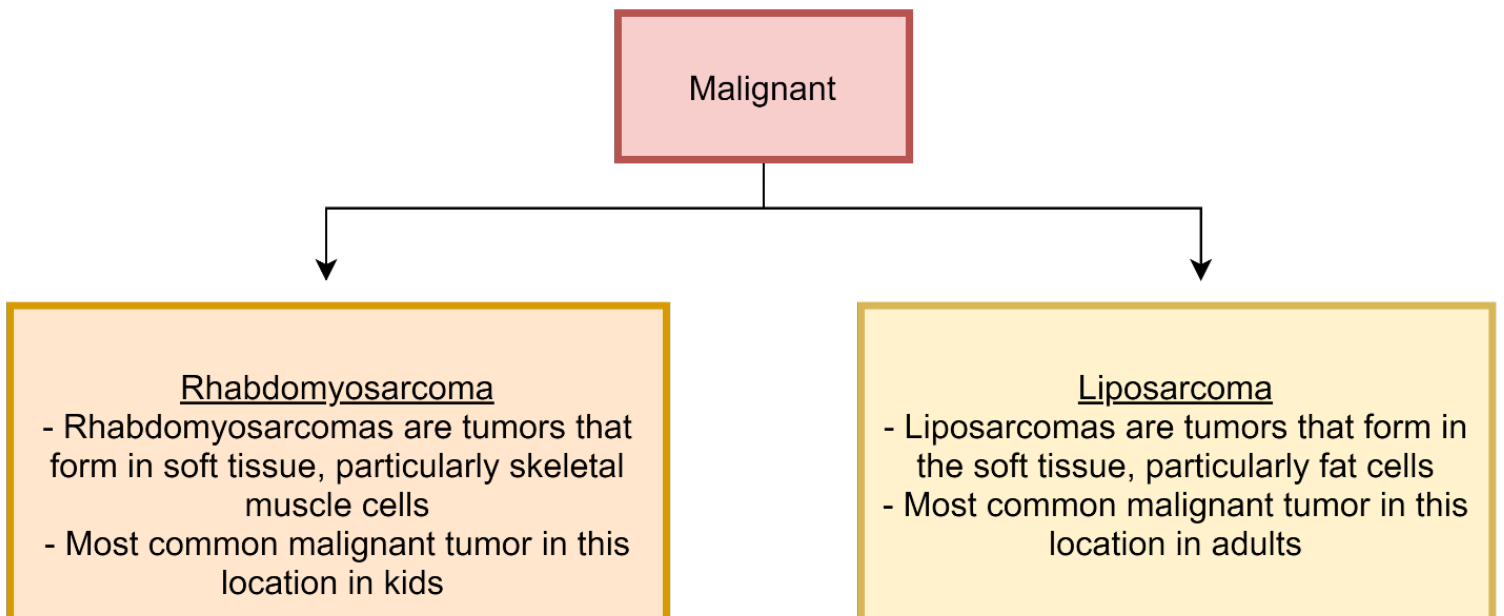 Malignant
Rhabdomyosarcoma
- Rhabdomyosarcomas are tumors that
form in soft tissue, particularly skeletal
muscle cells
- Most common malignant tumor in this
location in kids
Liposarcoma
- Liposarcomas are tumors that form in
the soft tissue, particularly fat cells
- Most common malignant tumor in this
location in adults